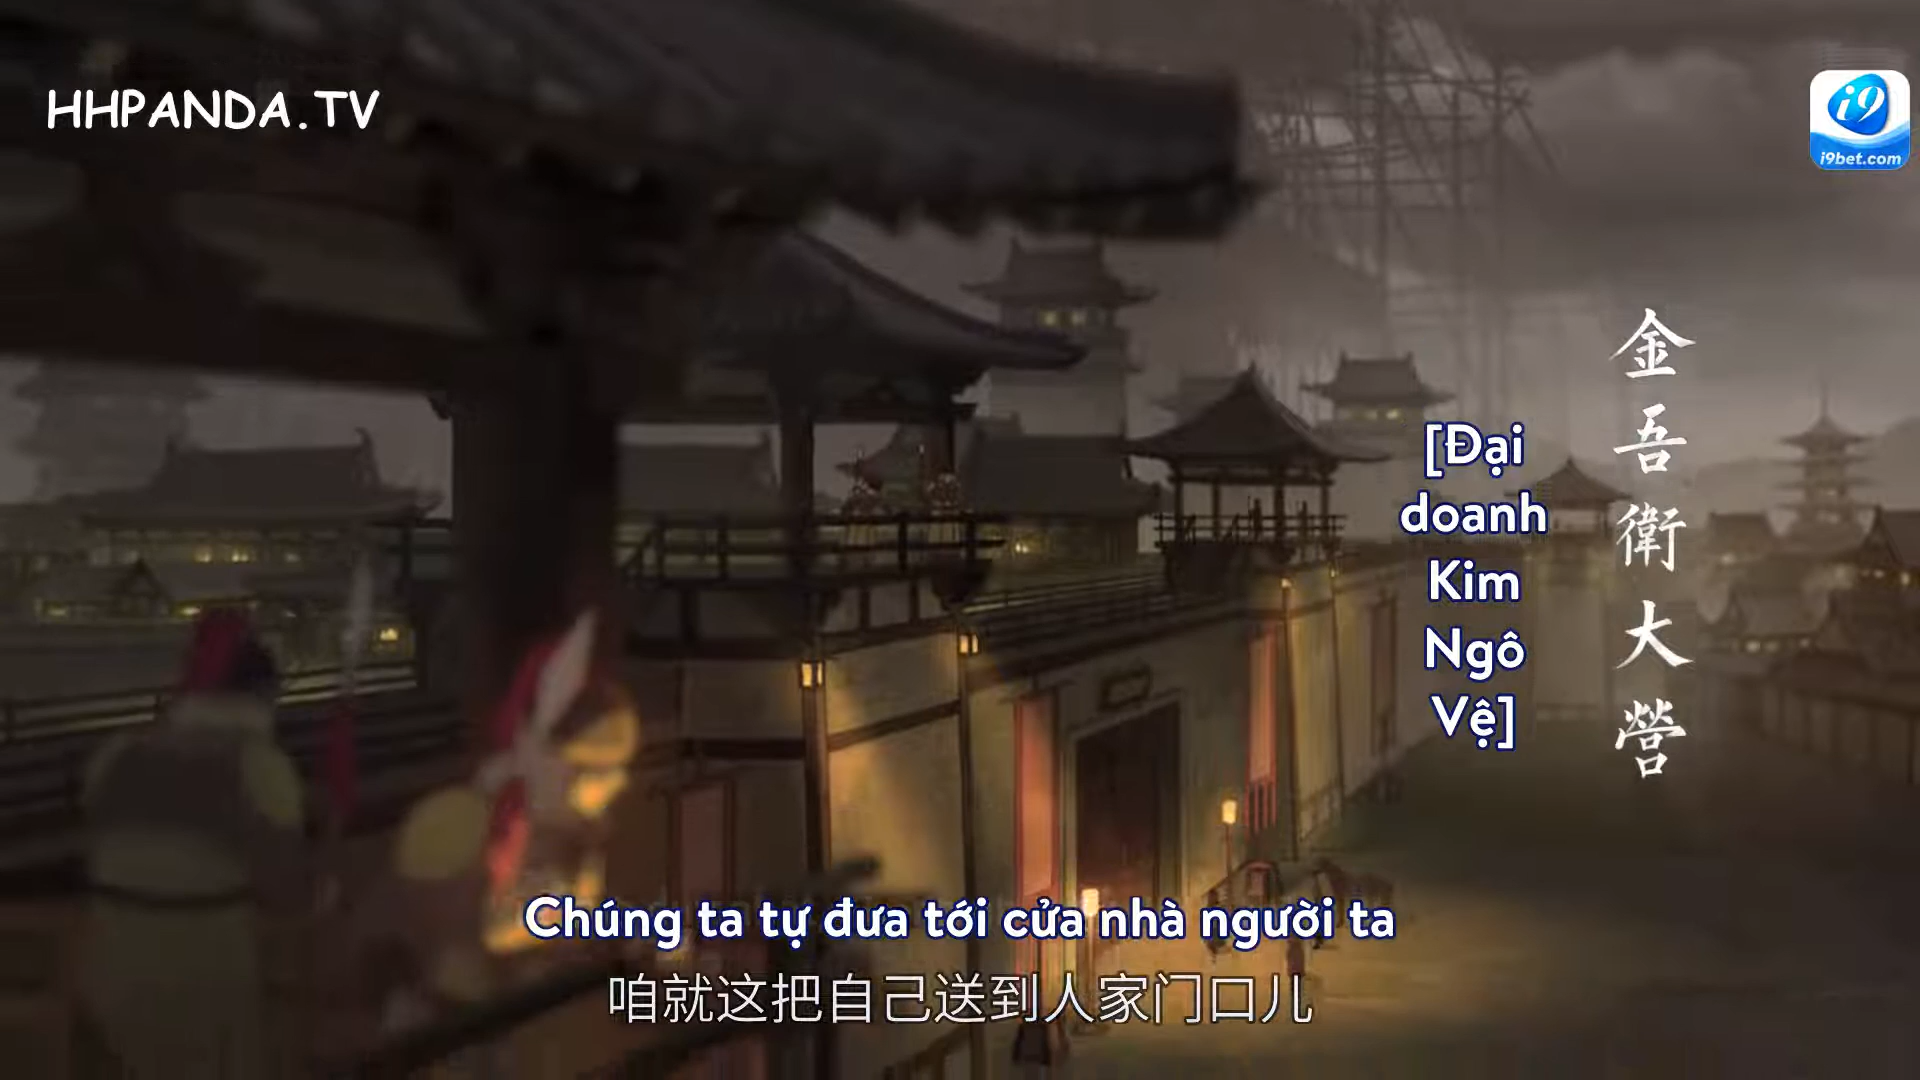 HHPANDA.TV
i9
i9bet.com
金吾衛大營
[Đại
doanh
Kim
Ngô
Vệ]
Chúng ta tự đưa tới cửa nhà người ta
咱就这把自己送到人家门口儿